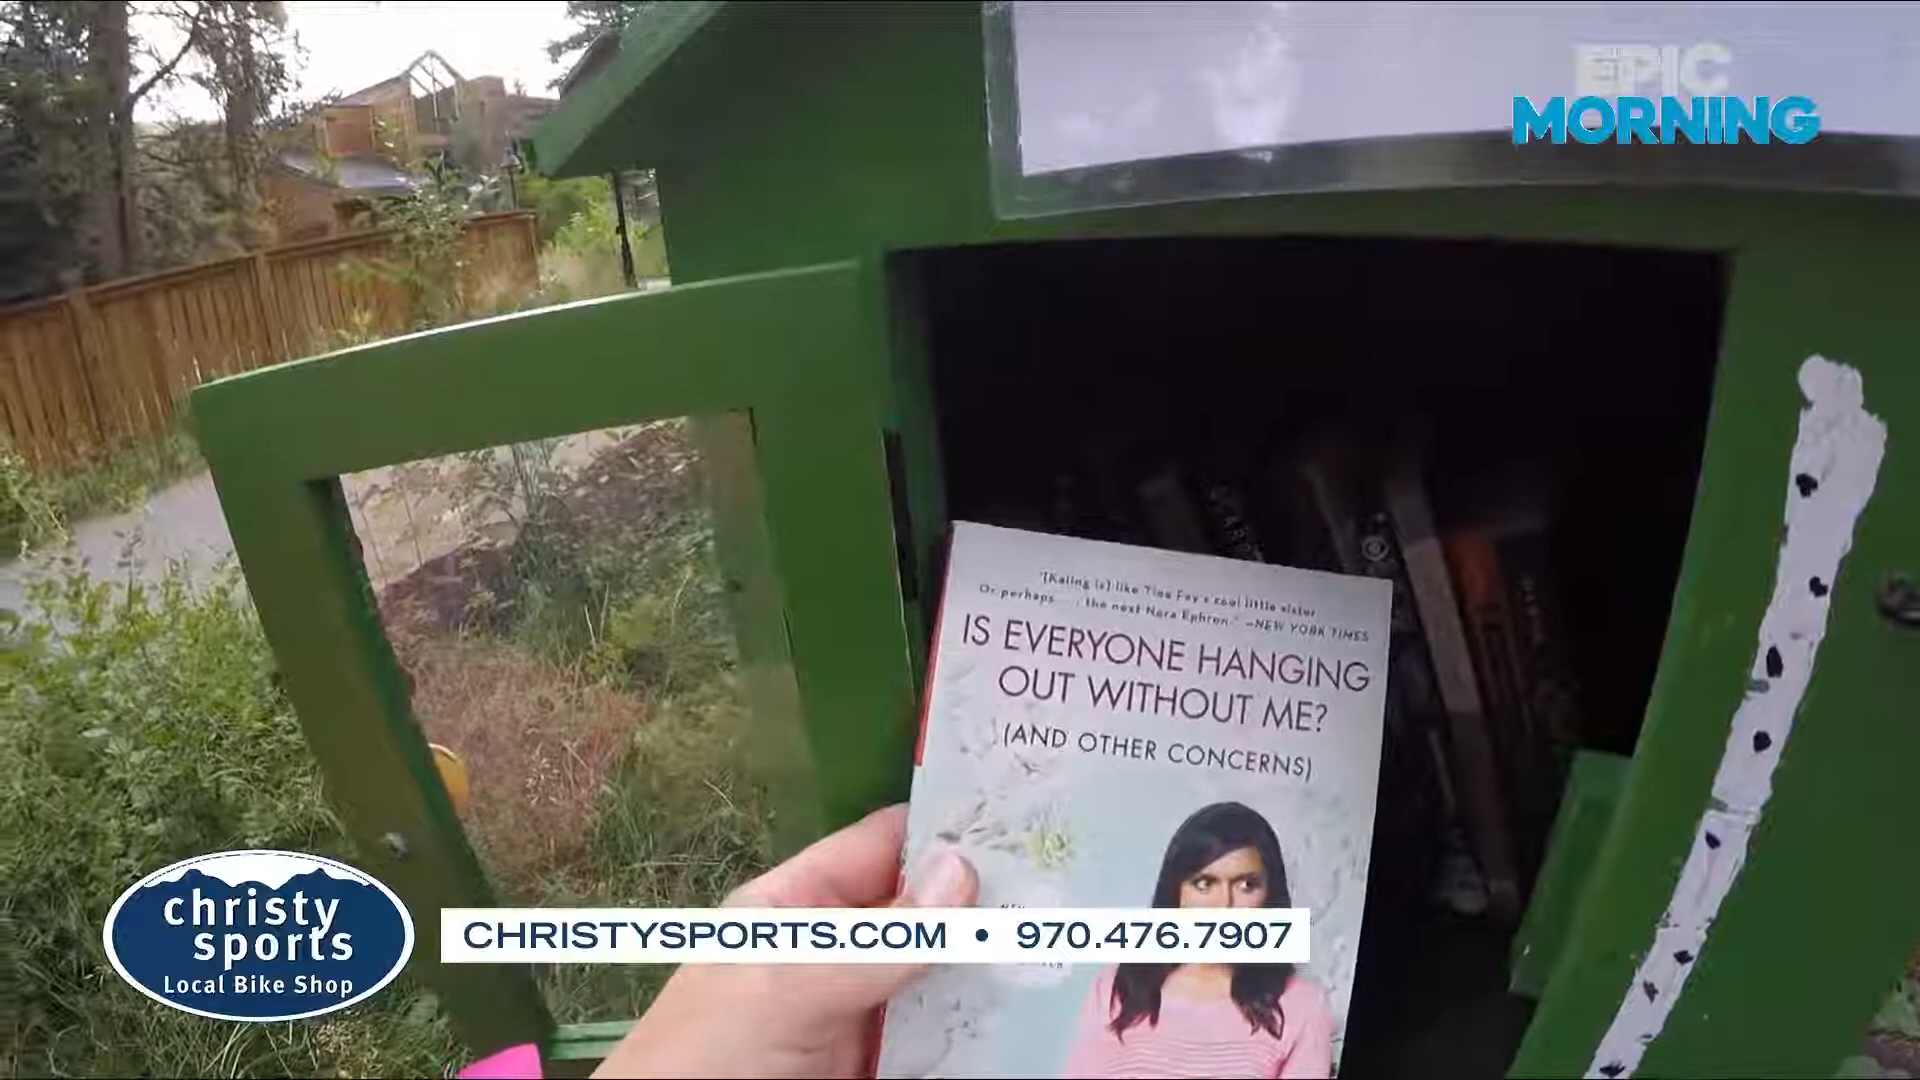 EPIC
MORNING
"[Kaling is] like Tina Fey's cool little sister
Or perhaps . . . the next Nora Ephron." —NEW YORK TIMES
IS EVERYONE HANGING
OUT WITHOUT ME?
(AND OTHER CONCERNS)
christy
sports
Local Bike Shop
CHRISTYSPORTS.COM • 970.476.7907